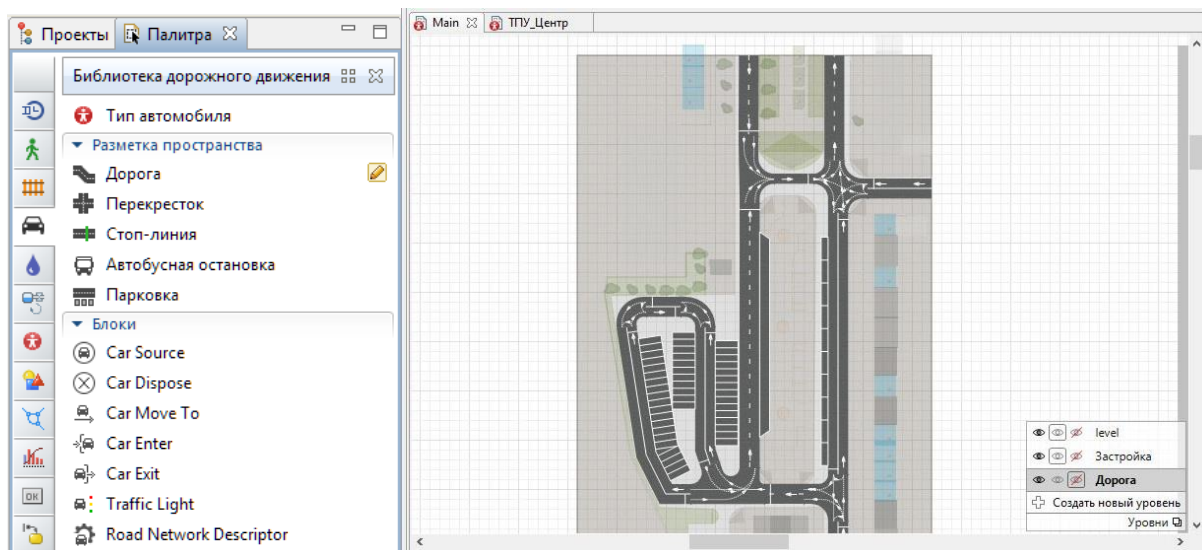 Проекты
Палитра
Библиотека дорожного движения
Тип автомобиля
Разметка пространства
Дорога
Перекресток
Стоп-линия
Автобусная остановка
Парковка
Блоки
Car Source
Car Dispose
Car Move To
Car Enter
Car Exit
Traffic Light
Road Network Descriptor
OK
Main
ТПУ_Центр
level
Застройка
Дорога
Создать новый уровень
Уровни